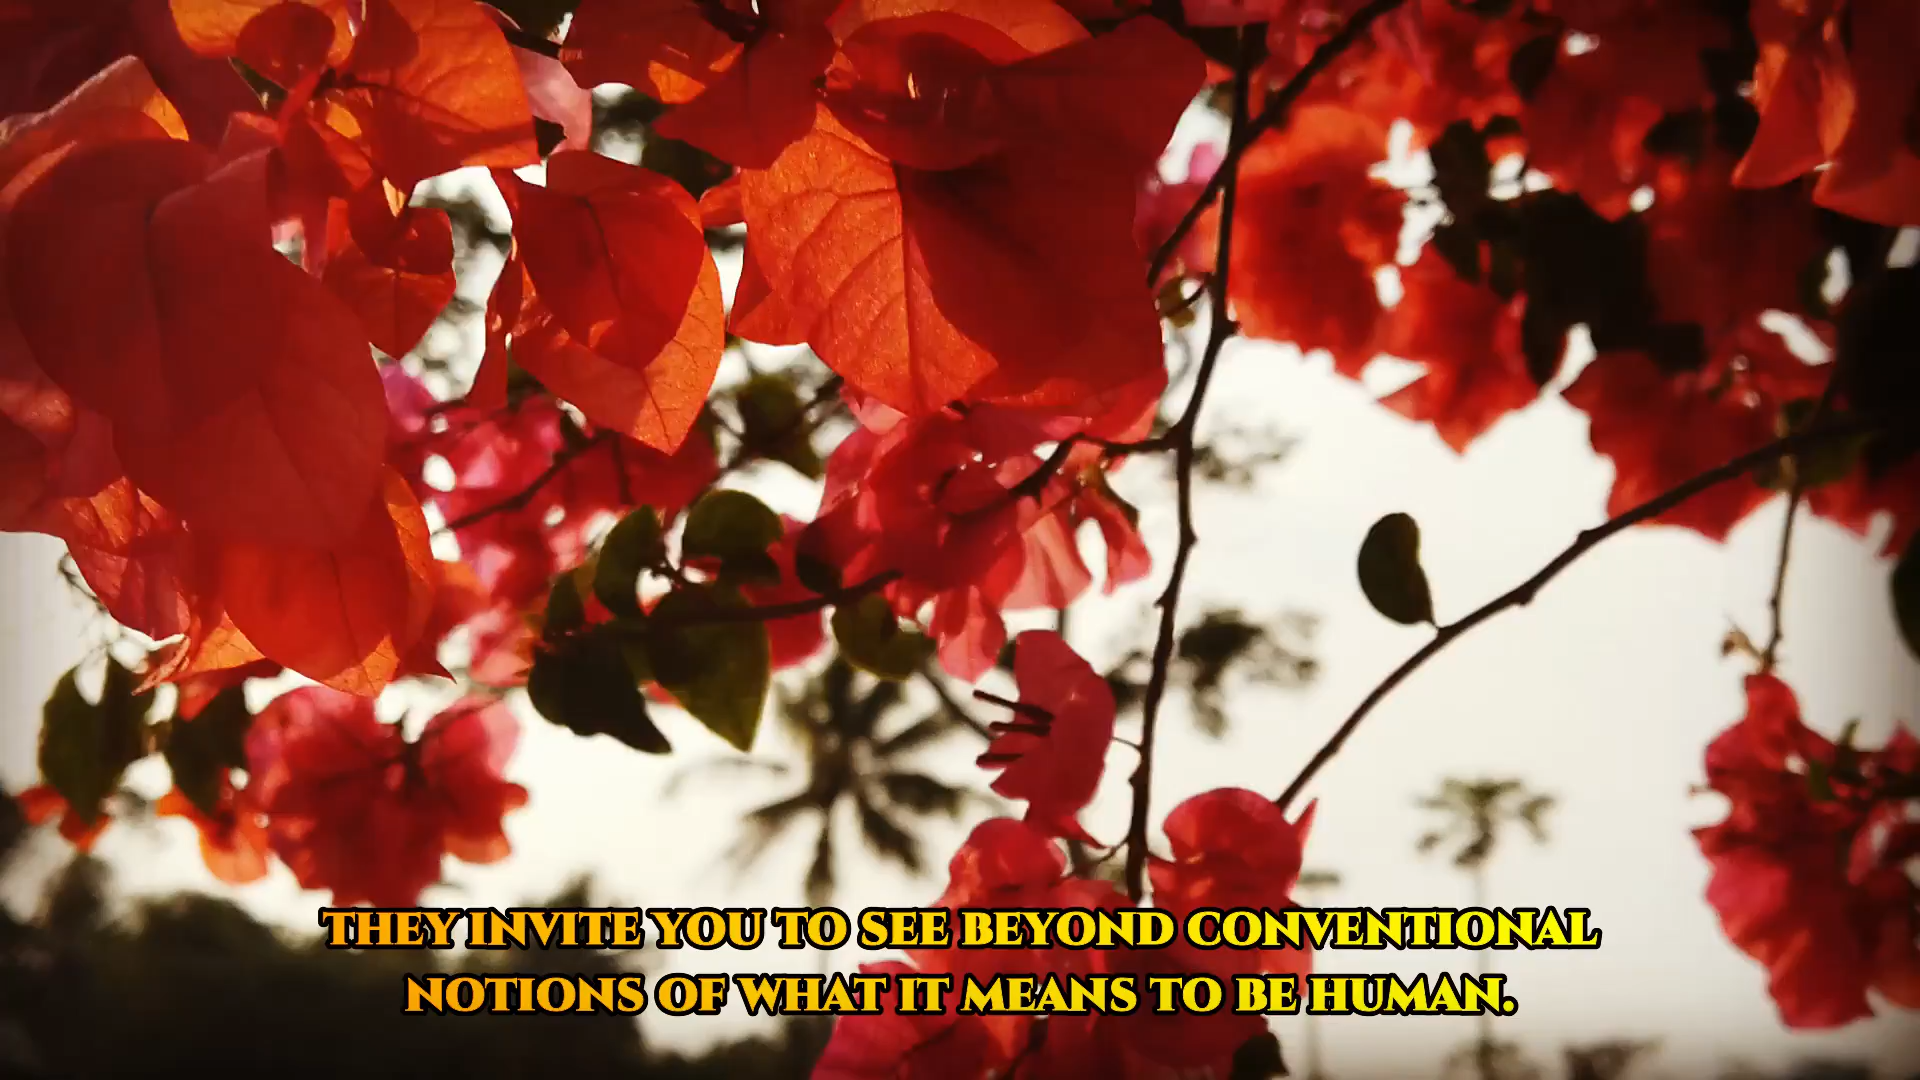 THEY INVITE YOU TO SEE BEYOND CONVENTIONAL
NOTIONS OF WHAT IT MEANS TO BE HUMAN.